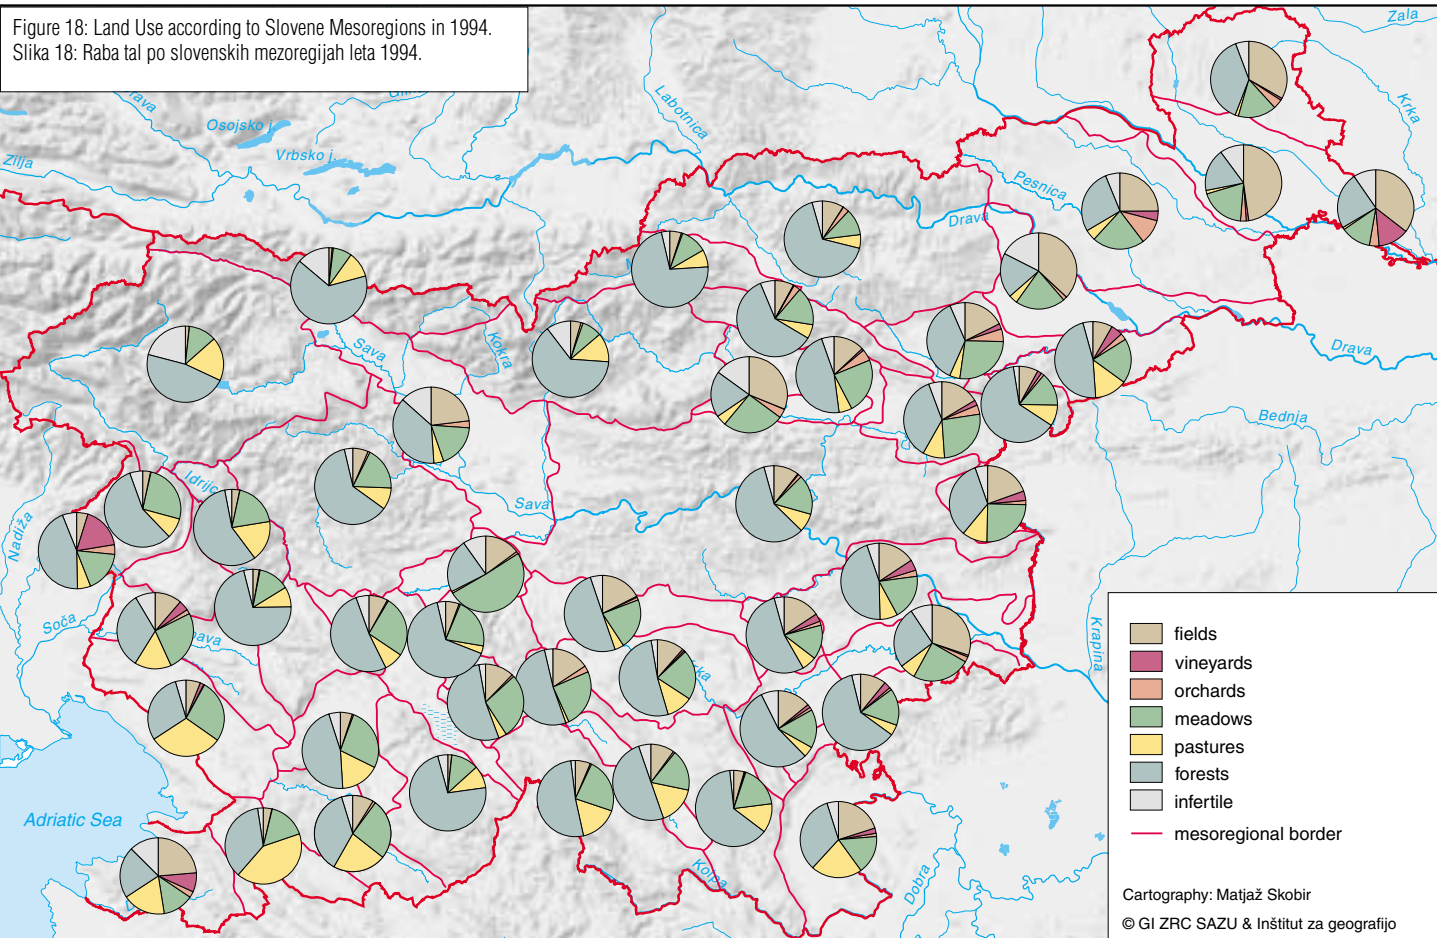 Figure 18: Land Use according to Slovene Mesoregions in 1994.
Slika 18: Raba tal po slovenskih mezoregijah leta 1994.
Zala
Krka
Labotnica
Osojsko j.
Vrbsko j.
Zilja
Pesnica
Drava
Drava
Kokra
Sava
Bednja
Idrijc
Sava
Nadiža
Soča
Krapina
Adriatic Sea
Kolpa
Dobra
fields
vineyards
orchards
meadows
pastures
forests
infertile
mesoregional border
Cartography: Matjaž Skobir
© GI ZRC SAZU & Inštitut za geografijo